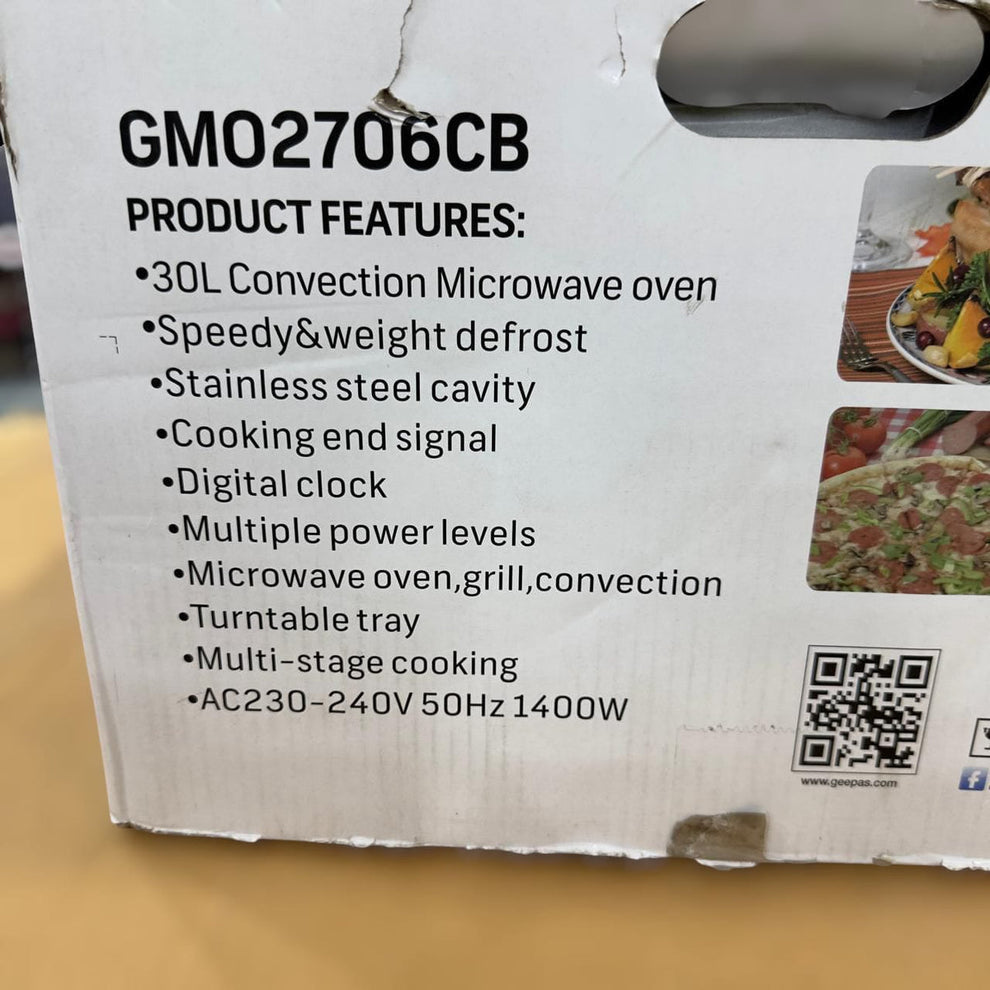 GMO2706CB
PRODUCT FEATURES:
•30L Convection Microwave oven
•Speedy&weight defrost
•Stainless steel cavity
•Cooking end signal
•Digital clock
•Multiple power levels
•Microwave oven,grill,convection
•Turntable tray
•Multi-stage cooking
•AC230-240V 50Hz 1400W
www.geepas.com
f